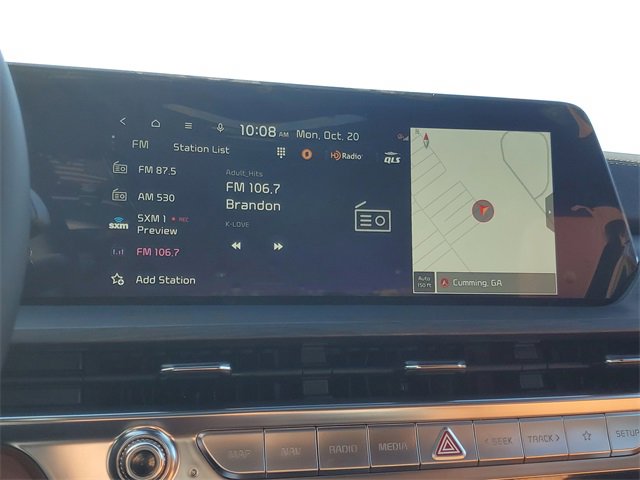 10:08 AM Mon, Oct. 20
FM Station List HD Radio QLS
FM 87.5
AM 530
SXM 1 REC
sxm Preview
FM 106.7
Add Station
Adult_Hits
FM 106.7
Brandon
K-LOVE
N
Auto
150 ft
Cumming, GA
MAP NAV RADIO MEDIA < SEEK TRACK > SETUP